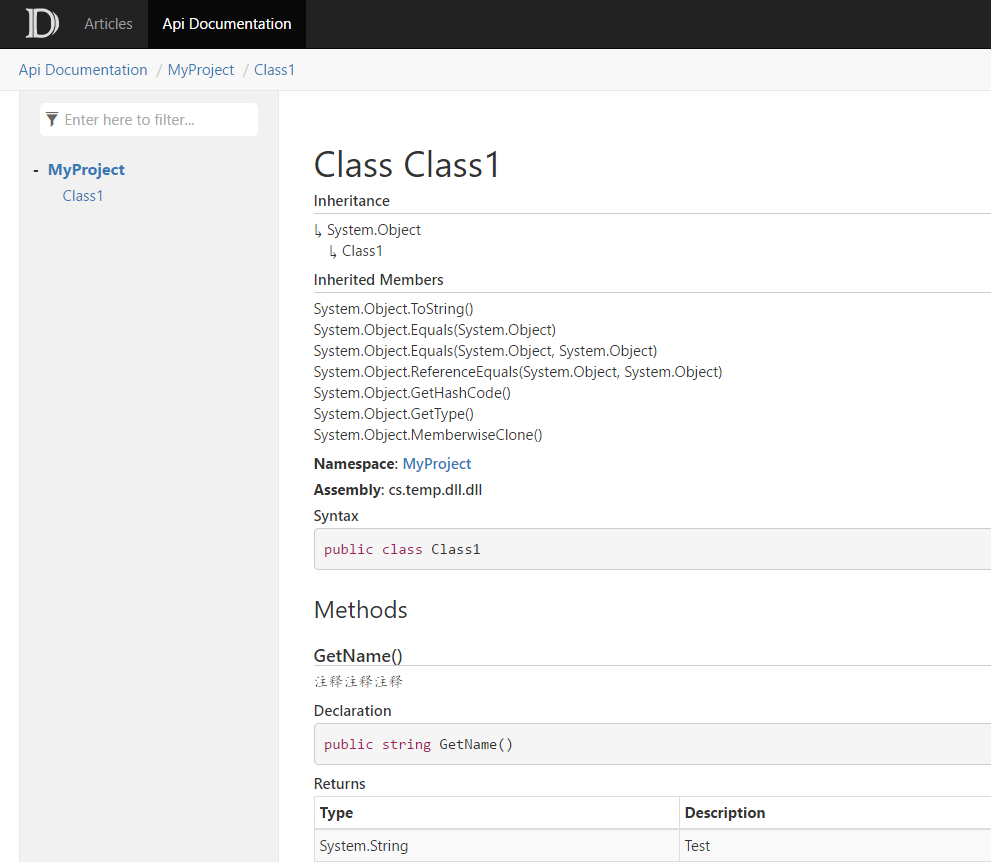 D Articles Api Documentation
Api Documentation / MyProject / Class1
Enter here to filter...
- MyProject
Class1
Class Class1
Inheritance
↳ System.Object
↳ Class1
Inherited Members
System.Object.ToString()
System.Object.Equals(System.Object)
System.Object.Equals(System.Object, System.Object)
System.Object.ReferenceEquals(System.Object, System.Object)
System.Object.GetHashCode()
System.Object.GetType()
System.Object.MemberwiseClone()
Namespace: MyProject
Assembly: cs.temp.dll.dll
Syntax
public class Class1
Methods
GetName()
注释注释注释
Declaration
public string GetName()
Returns
Type Description
System.String Test